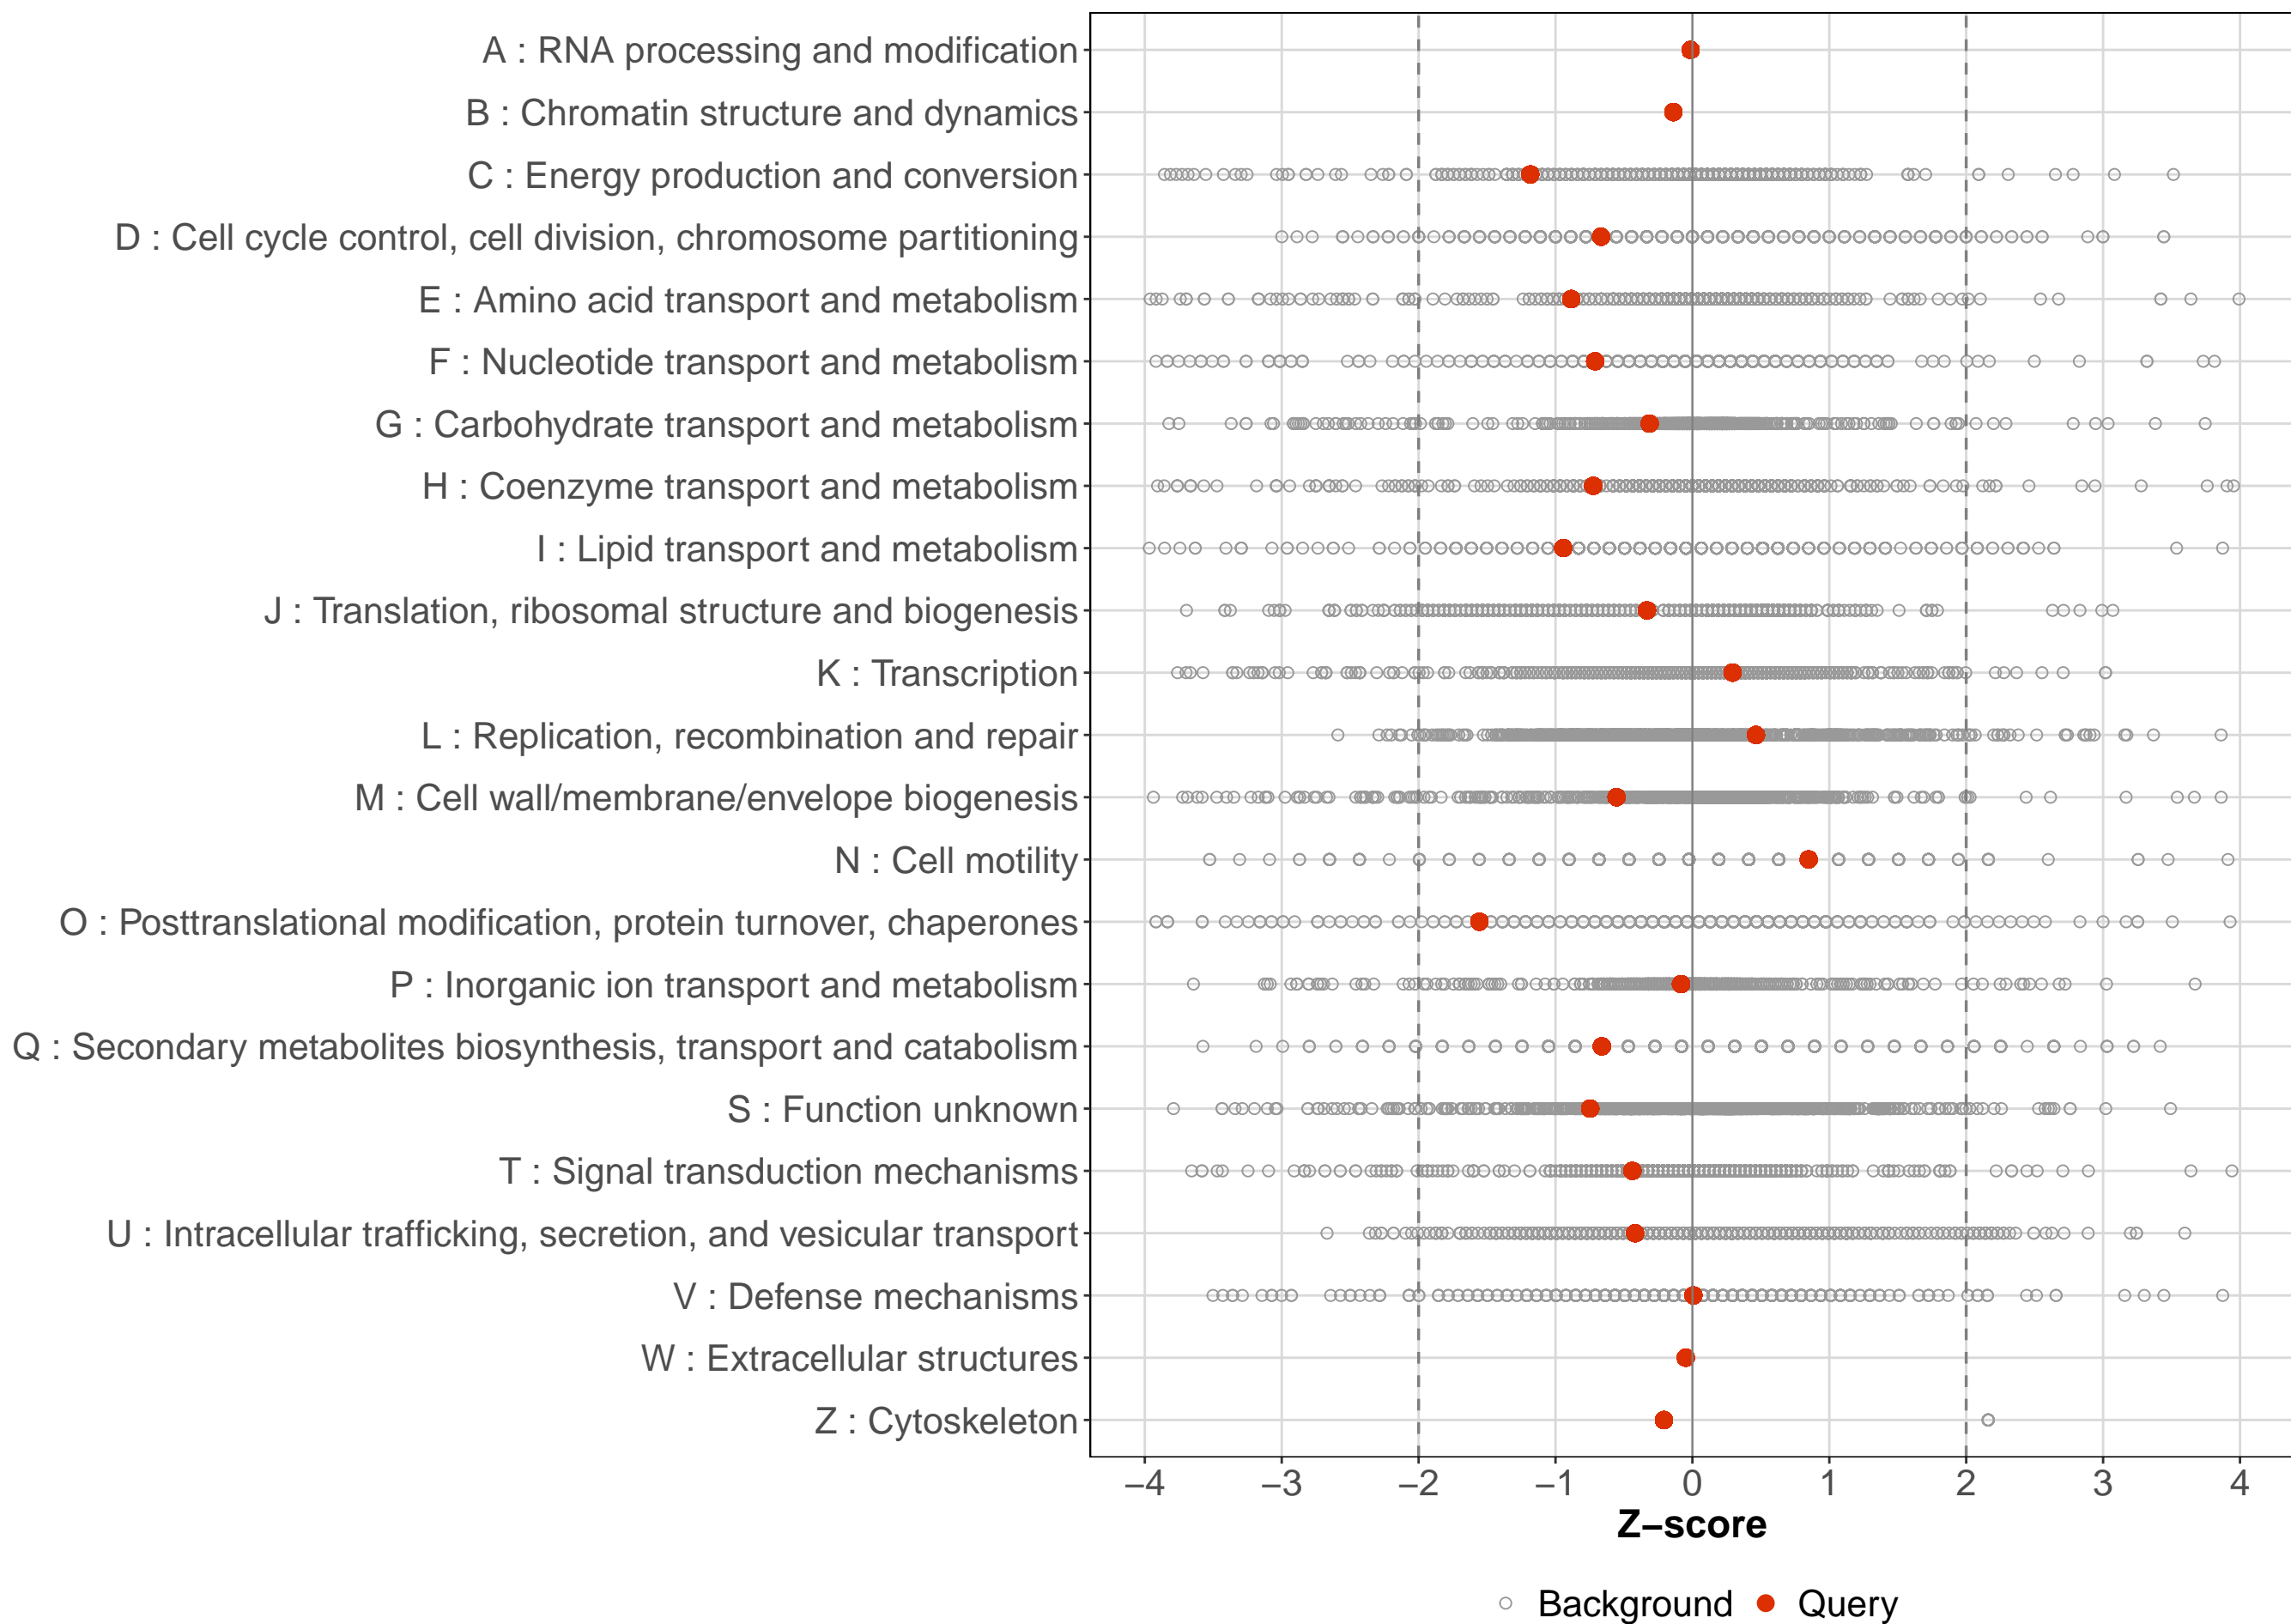 A : RNA processing and modification
B : Chromatin structure and dynamics
C : Energy production and conversion
D : Cell cycle control, cell division, chromosome partitioning
E : Amino acid transport and metabolism
F : Nucleotide transport and metabolism
G : Carbohydrate transport and metabolism
H : Coenzyme transport and metabolism
I : Lipid transport and metabolism
J : Translation, ribosomal structure and biogenesis
K : Transcription
L : Replication, recombination and repair
M : Cell wall/membrane/envelope biogenesis
N : Cell motility
O : Posttranslational modification, protein turnover, chaperones
P : Inorganic ion transport and metabolism
Q : Secondary metabolites biosynthesis, transport and catabolism
S : Function unknown
T : Signal transduction mechanisms
U : Intracellular trafficking, secretion, and vesicular transport
V : Defense mechanisms
W : Extracellular structures
Z : Cytoskeleton
−4 −3 −2 −1 0 1 2 3 4
Z−score
Background Query